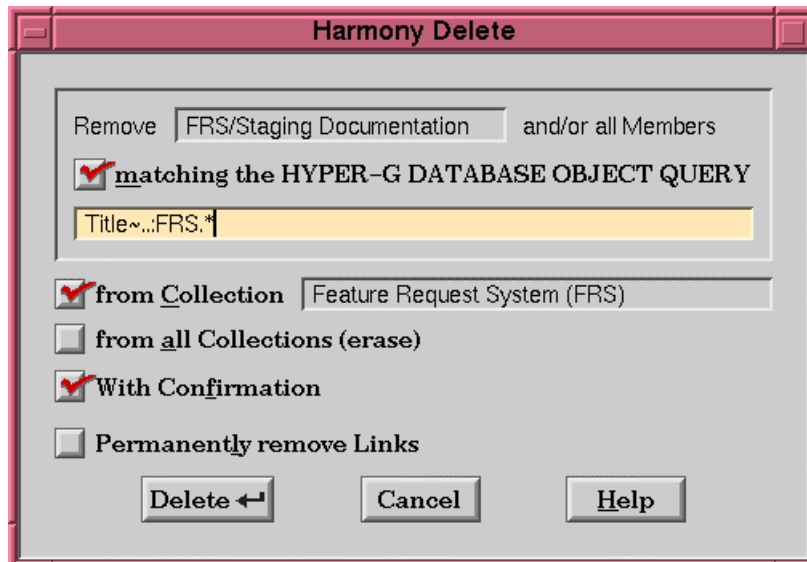 Harmony Delete
Remove FRS/Staging Documentation and/or all Members
matching the HYPER-G DATABASE OBJECT QUERY
Title~..:FRS.*
from Collection Feature Request System (FRS)
from all Collections (erase)
With Confirmation
Permanently remove Links
Delete Cancel Help